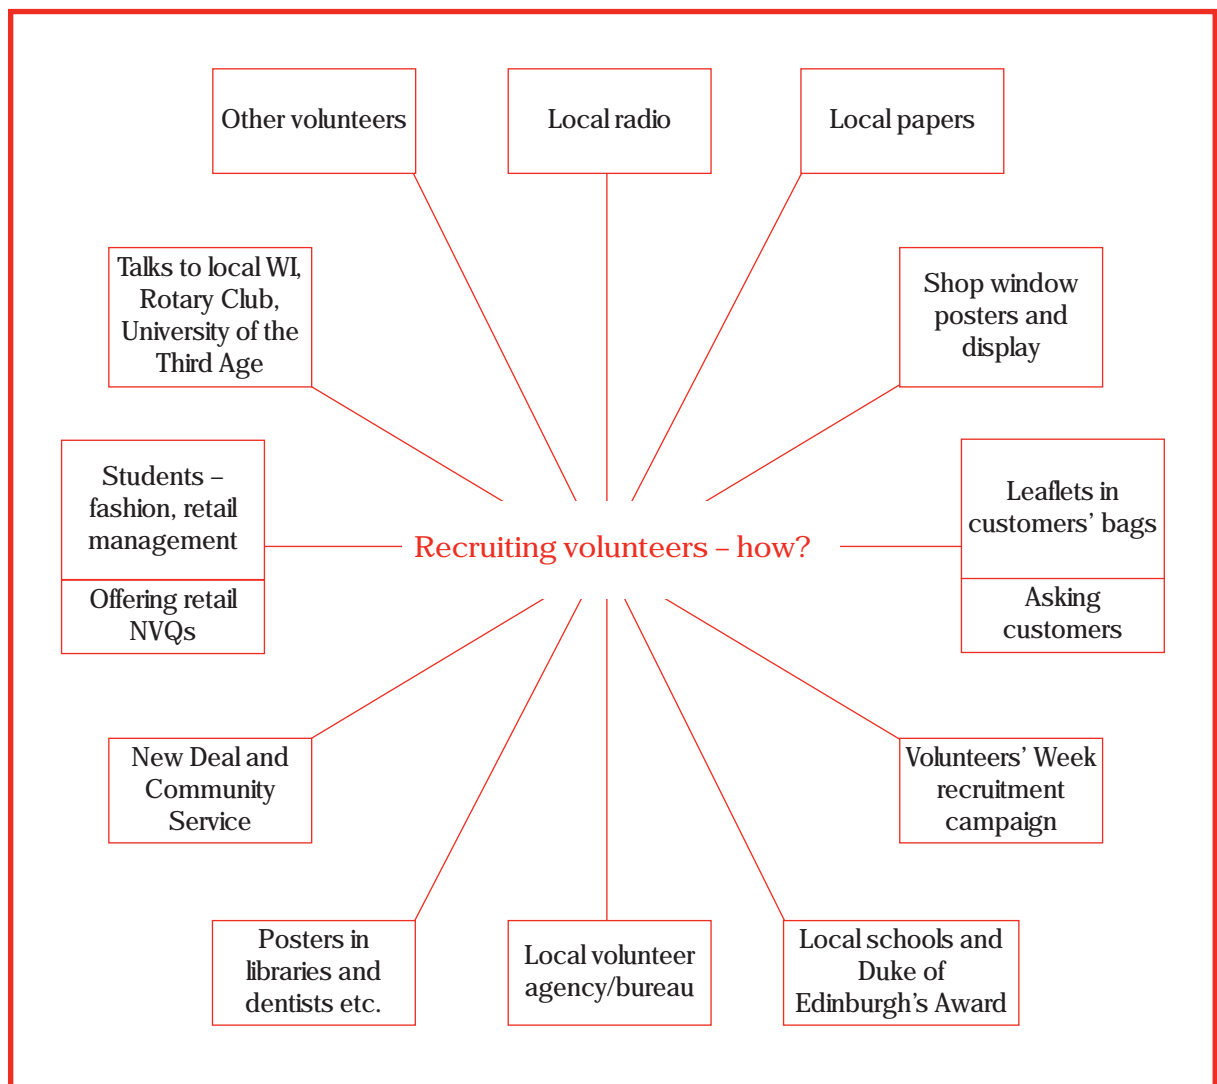 Other volunteers
Local radio
Local papers
Talks to local WI,
Rotary Club,
University of the
Third Age
Shop window
posters and
display
Students –
fashion, retail
management
Offering retail
NVQs
Recruiting volunteers – how?
Leaflets in
customers’ bags
Asking
customers
New Deal and
Community
Service
Volunteers’ Week
recruitment
campaign
Posters in
libraries and
dentists etc.
Local volunteer
agency/bureau
Local schools and
Duke of
Edinburgh’s Award